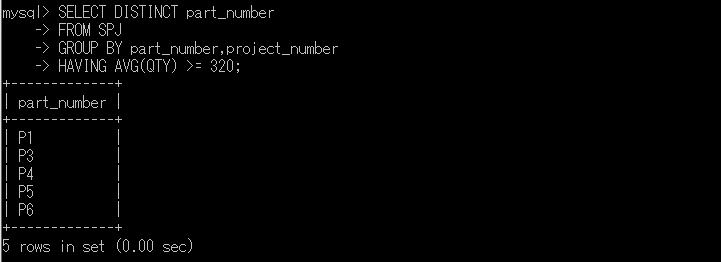 mysql> SELECT DISTINCT part_number
    -> FROM SPJ
    -> GROUP BY part_number,project_number
    -> HAVING AVG(QTY) >= 320;
+-------------+
| part_number |
+-------------+
| P1          |
| P3          |
| P4          |
| P5          |
| P6          |
+-------------+
5 rows in set (0.00 sec)